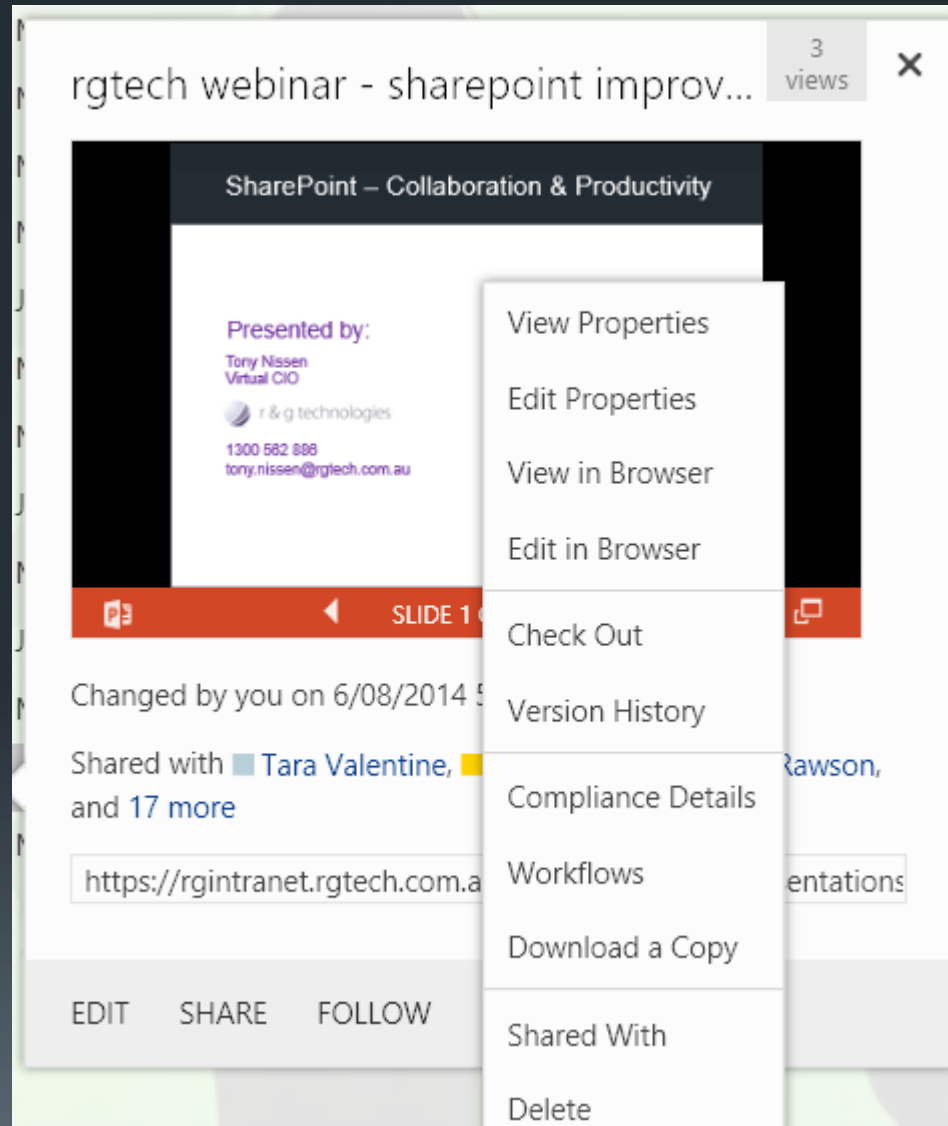 rgtech webinar - sharepoint improv...
3
views
SharePoint – Collaboration & Productivity
Presented by:
Tony Nissen
Virtual CIO
r & g technologies
1300 562 886
tony.nissen@rgtech.com.au
SLIDE 1
Changed by you on 6/08/2014 5
Shared with Tara Valentine, Rawson,
and 17 more
https://rgintranet.rgtech.com.a entations
EDIT SHARE FOLLOW
View Properties
Edit Properties
View in Browser
Edit in Browser
Check Out
Version History
Compliance Details
Workflows
Download a Copy
Shared With
Delete